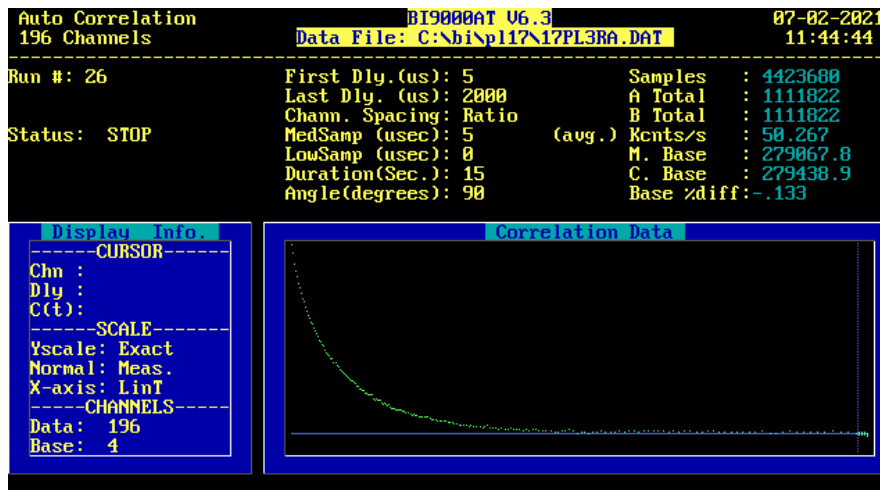 Auto Correlation BI9000AT V6.3 07-02-2021
196 Channels Data File: C:\bi\pl17\17PL3RA.DAT 11:44:44
Run #: 26 First Dly.(us): 5 Samples : 4423680
Last Dly. (us): 2000 A Total : 1111822
Chann. Spacing: Ratio B Total : 1111822
Status: STOP MedSamp (usec): 5 (avg.) Kcnts/s : 50.267
LowSamp (usec): 0 M. Base : 279067.8
Duration(Sec.): 15 C. Base : 279438.9
Angle(degrees): 90 Base %diff:-.133
Display Info. Correlation Data
CURSOR
Chn :
Dly :
C(t):
SCALE
Yscale: Exact
Normal: Meas.
X-axis: LinT
CHANNELS
Data: 196
Base: 4